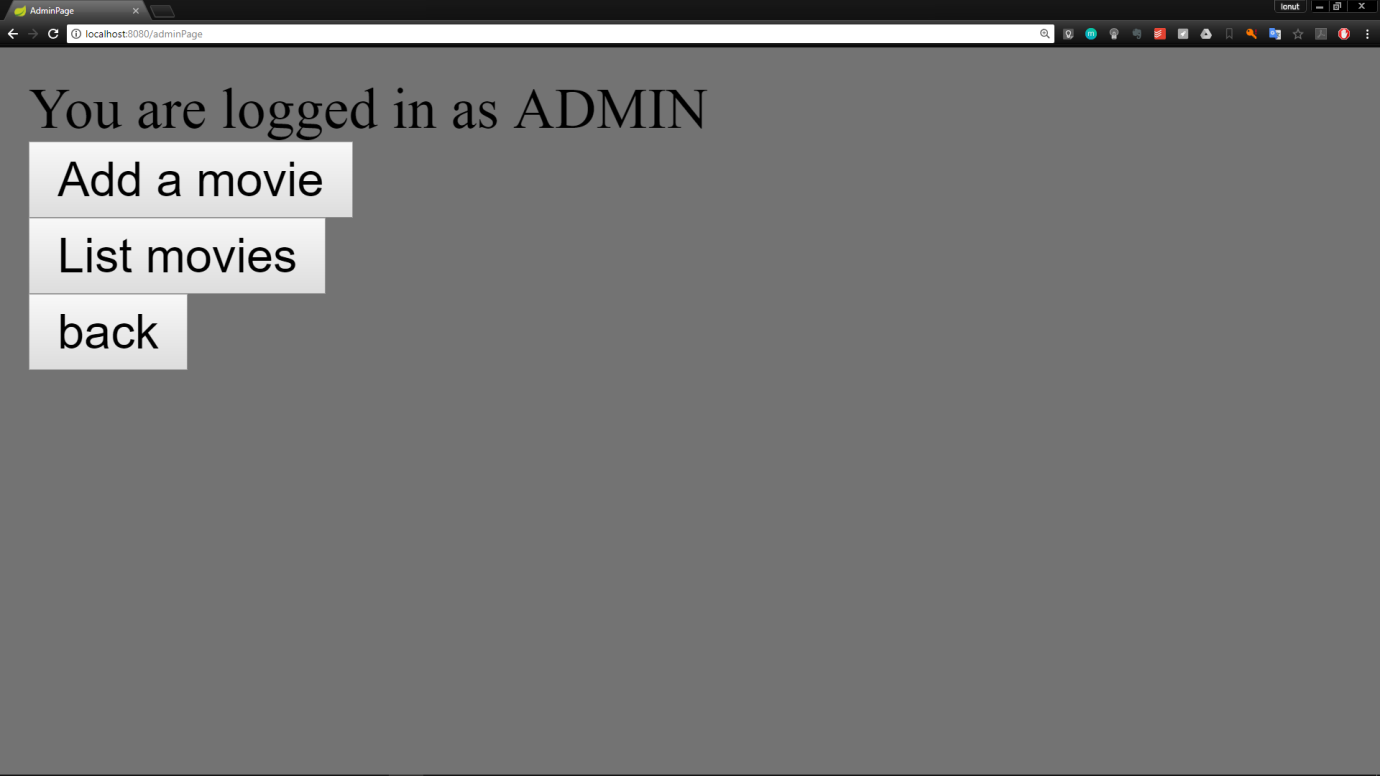 AdminPage
Ionut
localhost:8080/adminPage
You are logged in as ADMIN
Add a movie
List movies
back